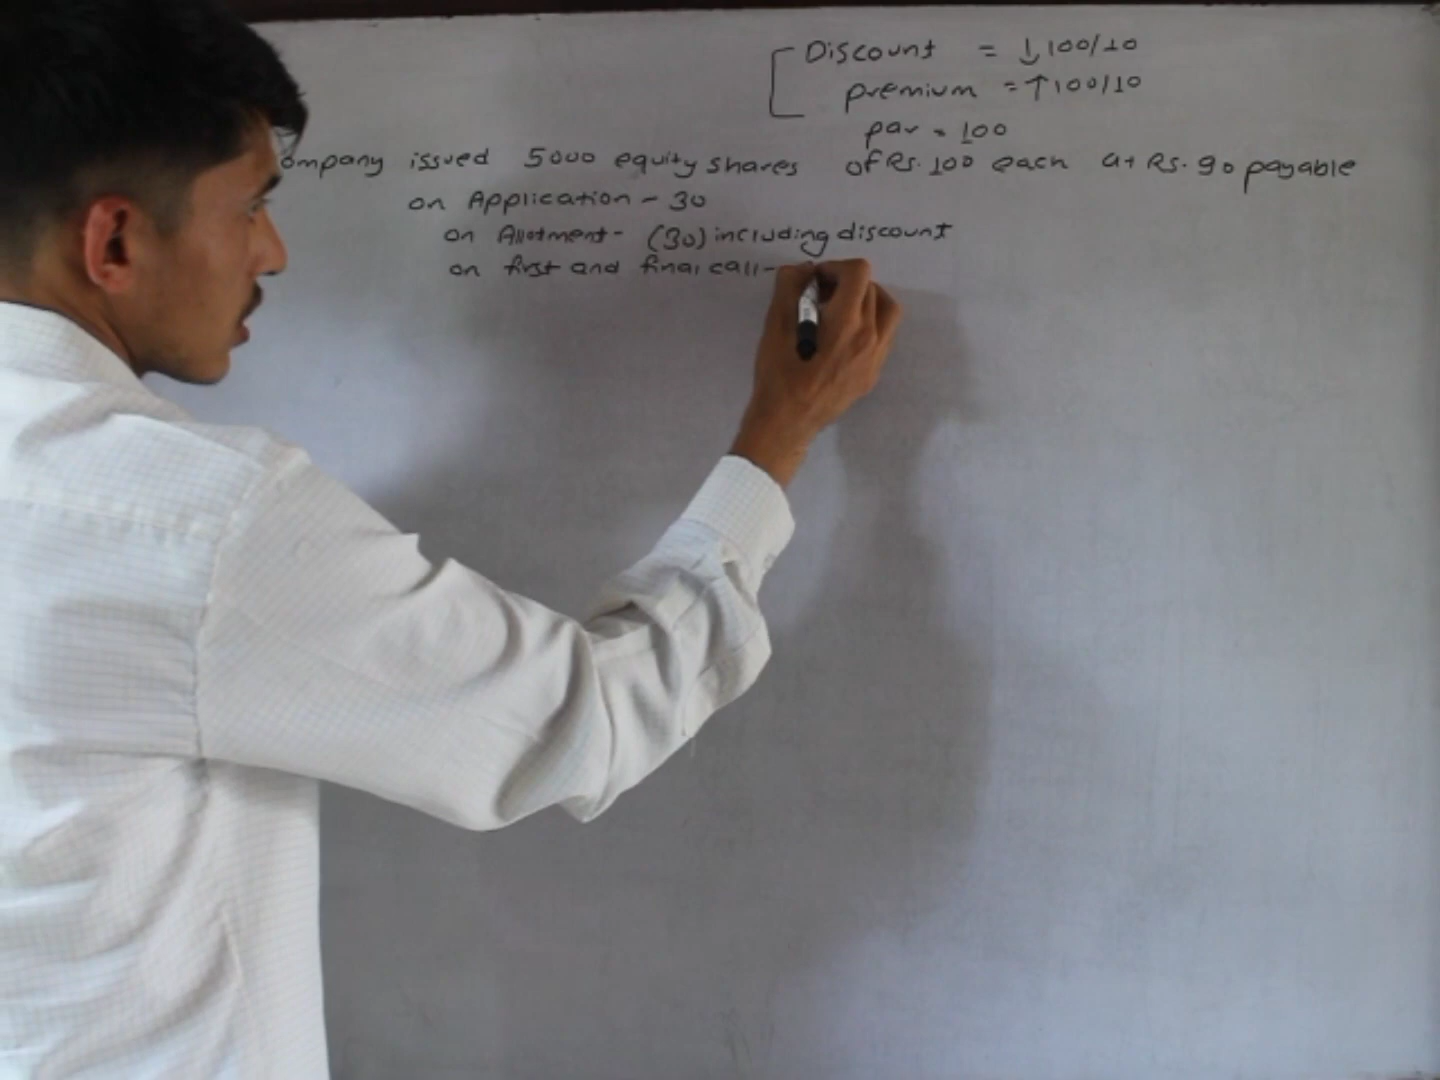 Discount = ↓ 100/10
premium = ↑ 100/10
par = 100
ompany issued 5000 equity shares of Rs. 100 each at Rs. 90 payable
on Application - 30
on Allotment - (30) including discount
on first and final call -